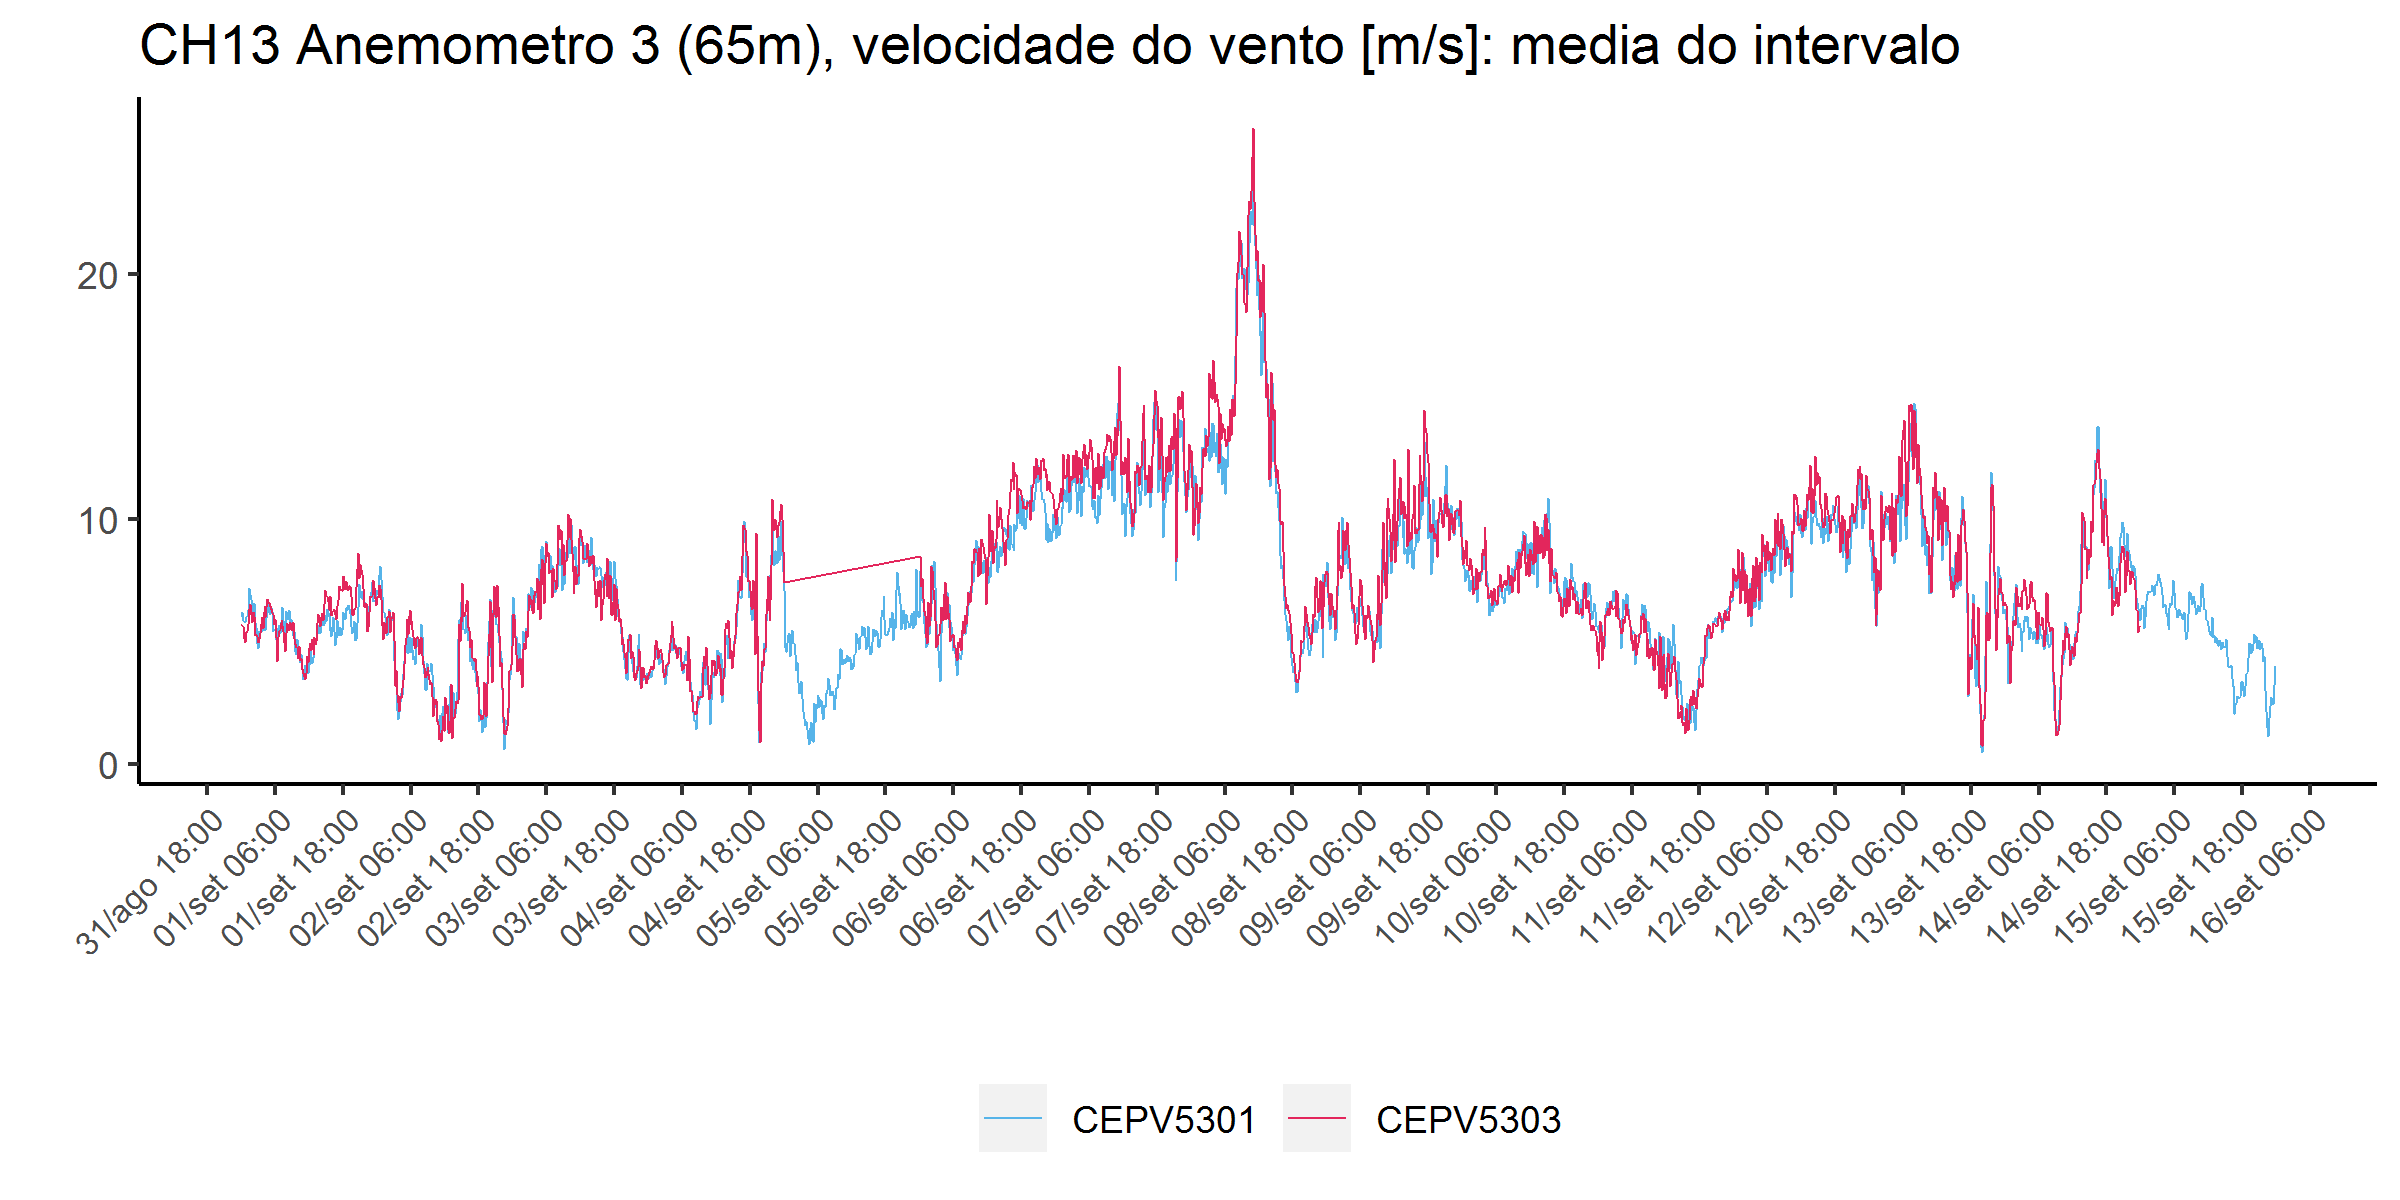 CH13 Anemometro 3 (65m), velocidade do vento [m/s]: media do intervalo
20
10
0
31/ago 18:00
01/set 06:00
01/set 18:00
02/set 06:00
02/set 18:00
03/set 06:00
03/set 18:00
04/set 06:00
04/set 18:00
05/set 06:00
05/set 18:00
06/set 06:00
06/set 18:00
07/set 06:00
07/set 18:00
08/set 06:00
08/set 18:00
09/set 06:00
09/set 18:00
10/set 06:00
10/set 18:00
11/set 06:00
11/set 18:00
12/set 06:00
12/set 18:00
13/set 06:00
13/set 18:00
14/set 06:00
14/set 18:00
15/set 06:00
15/set 18:00
16/set 06:00
CEPV5301
CEPV5303